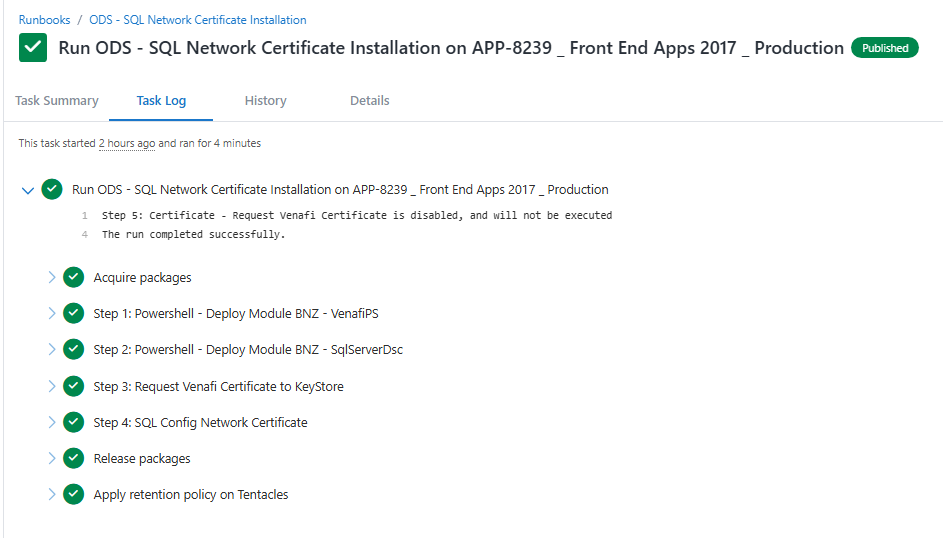 Runbooks / ODS - SQL Network Certificate Installation
Run ODS - SQL Network Certificate Installation on APP-8239 _ Front End Apps 2017 _ Production Published
Task Summary Task Log History Details
This task started 2 hours ago and ran for 4 minutes
Run ODS - SQL Network Certificate Installation on APP-8239 _ Front End Apps 2017 _ Production
1 Step 5: Certificate - Request Venafi Certificate is disabled, and will not be executed
4 The run completed successfully.
Acquire packages
Step 1: Powershell - Deploy Module BNZ - VenafiPS
Step 2: Powershell - Deploy Module BNZ - SqlServerDsc
Step 3: Request Venafi Certificate to KeyStore
Step 4: SQL Config Network Certificate
Release packages
Apply retention policy on Tentacles